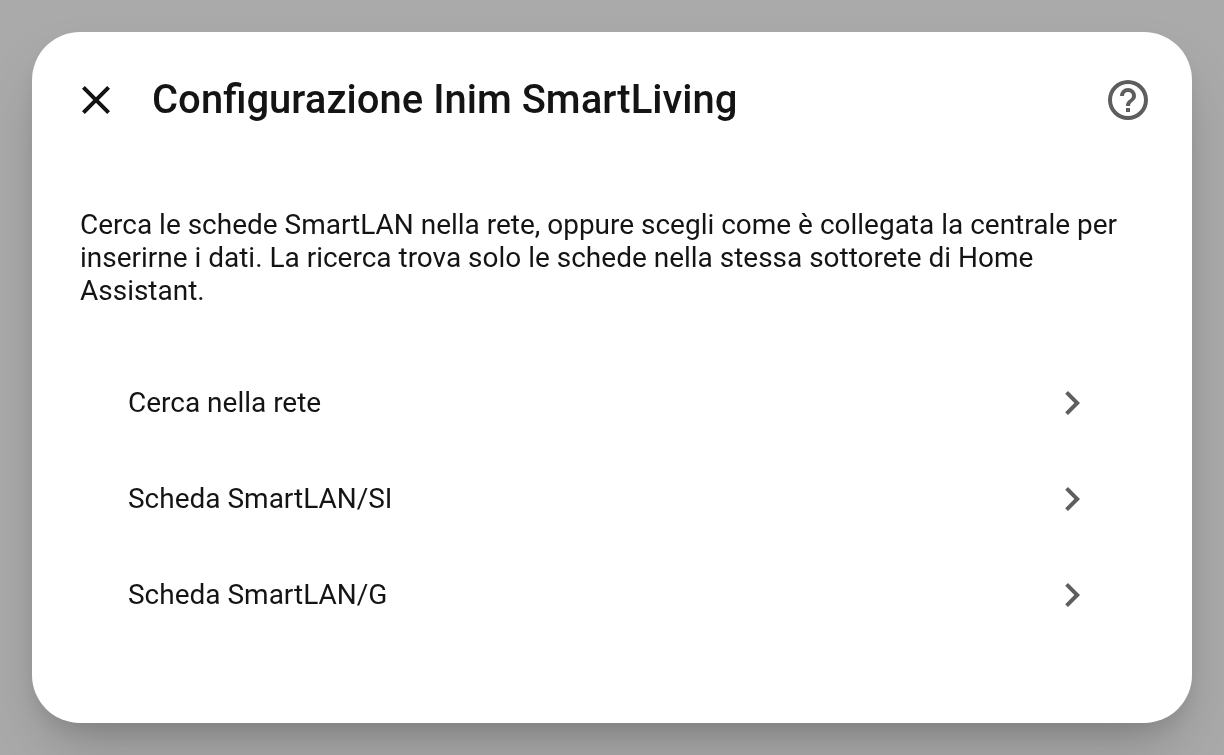 Configurazione Inim SmartLiving
Cerca le schede SmartLAN nella rete, oppure scegli come è collegata la centrale per
inserirne i dati. La ricerca trova solo le schede nella stessa sottorete di Home
Assistant.
Cerca nella rete
Scheda SmartLAN/SI
Scheda SmartLAN/G